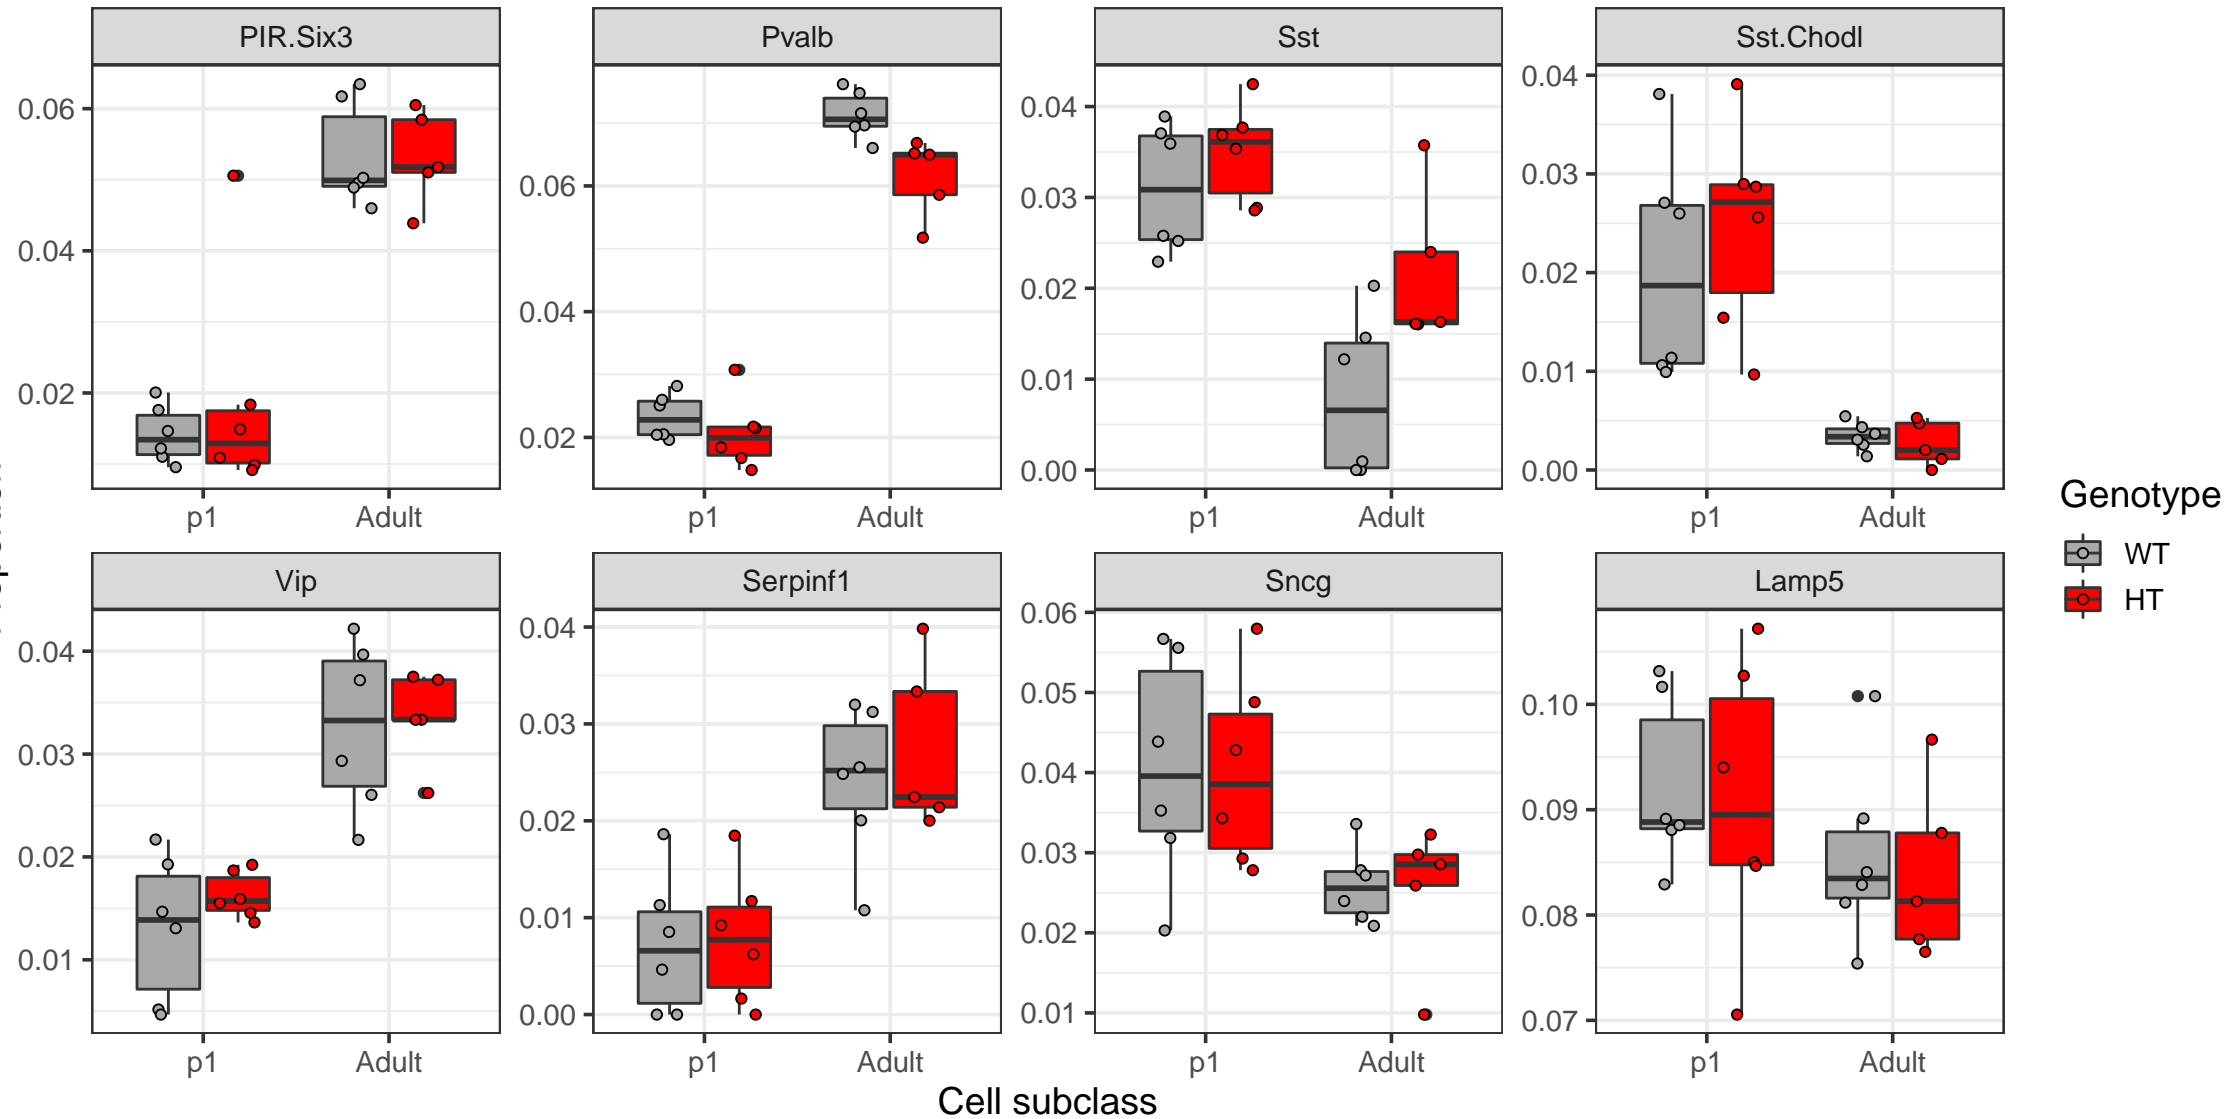 PIR.Six3 Pvalb Sst Sst.Chodl
0.06 0.04 0.02
0.06 0.04 0.02
0.04 0.03 0.02 0.01 0.00
0.04 0.03 0.02 0.01 0.00
p1 Adult p1 Adult p1 Adult p1 Adult
Vip Serpinf1 Sncg Lamp5
0.04 0.03 0.02 0.01
0.04 0.03 0.02 0.01 0.00
0.06 0.05 0.04 0.03 0.02 0.01
0.10 0.09 0.08 0.07
p1 Adult p1 Adult p1 Adult p1 Adult
Cell subclass
Genotype
WT
HT